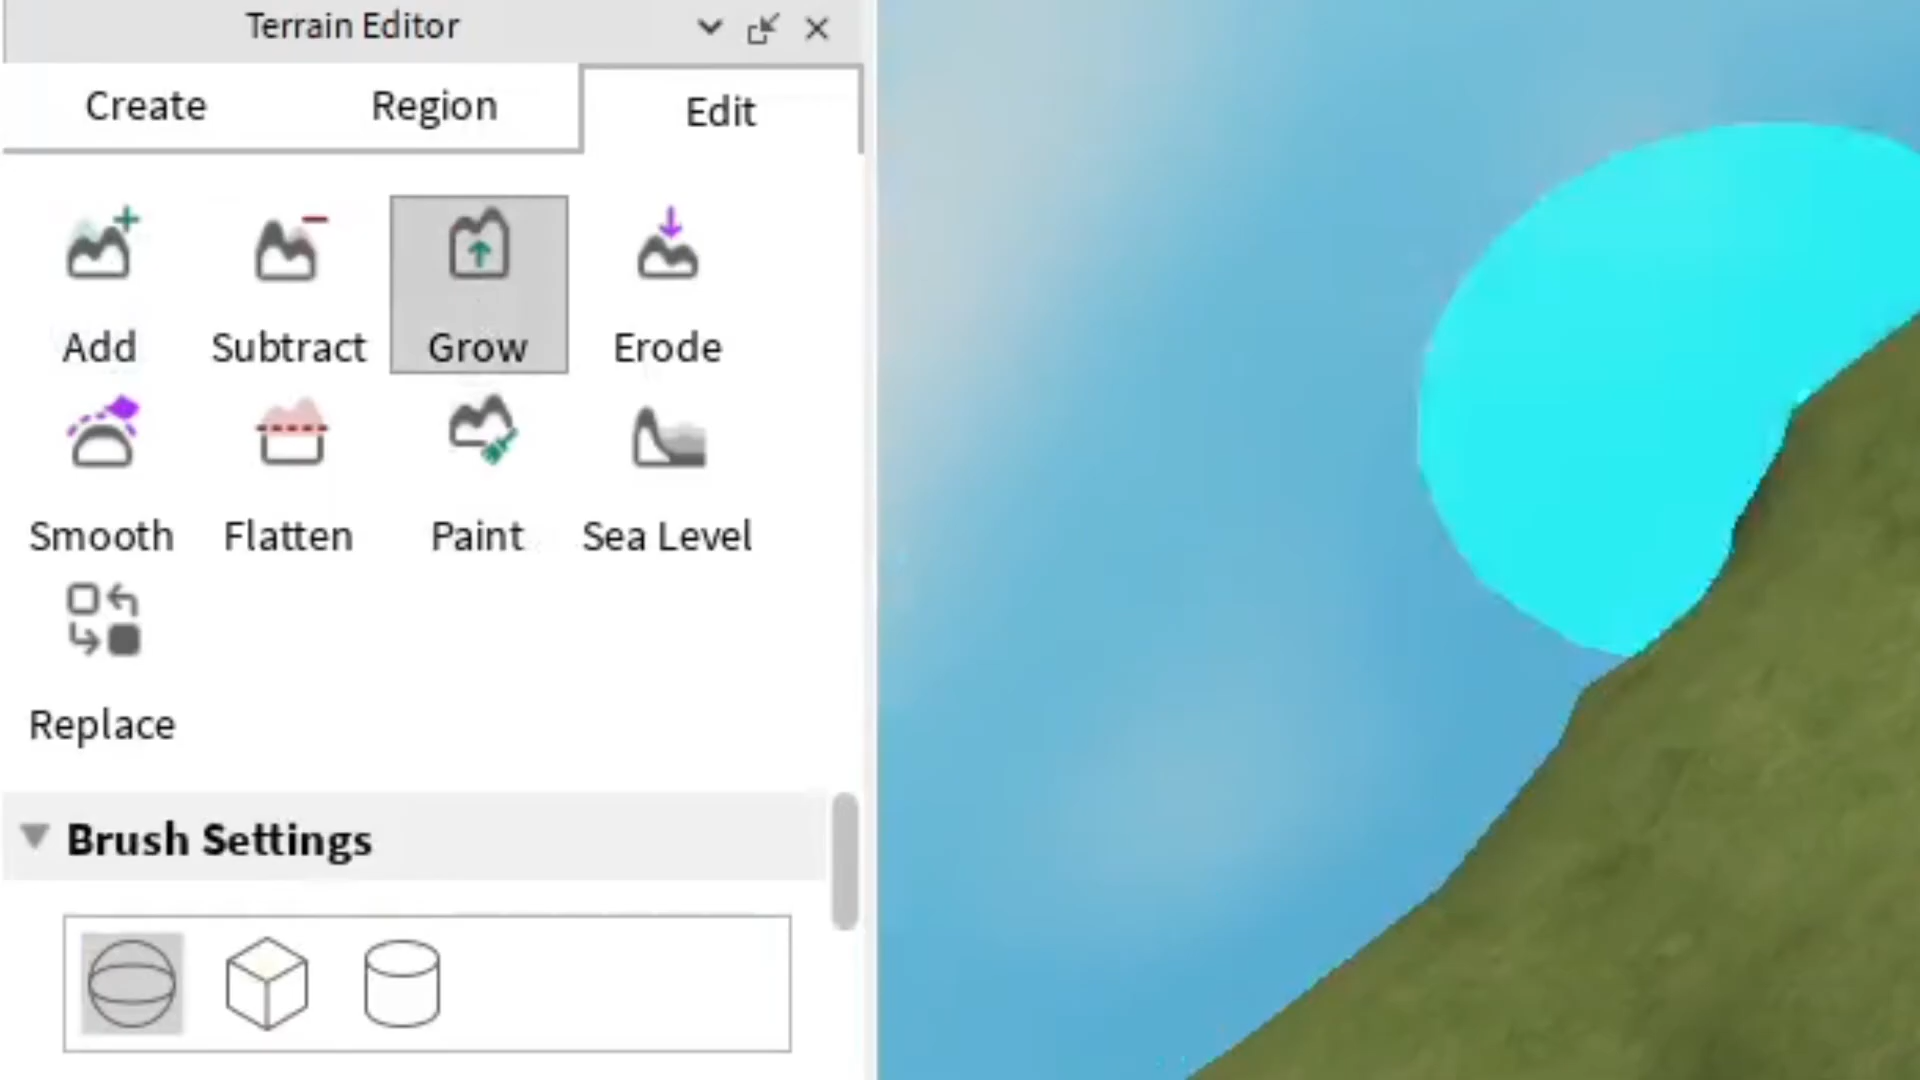 Terrain Editor
Create Region Edit
Add Subtract Grow Erode
Smooth Flatten Paint Sea Level
Replace
Brush Settings